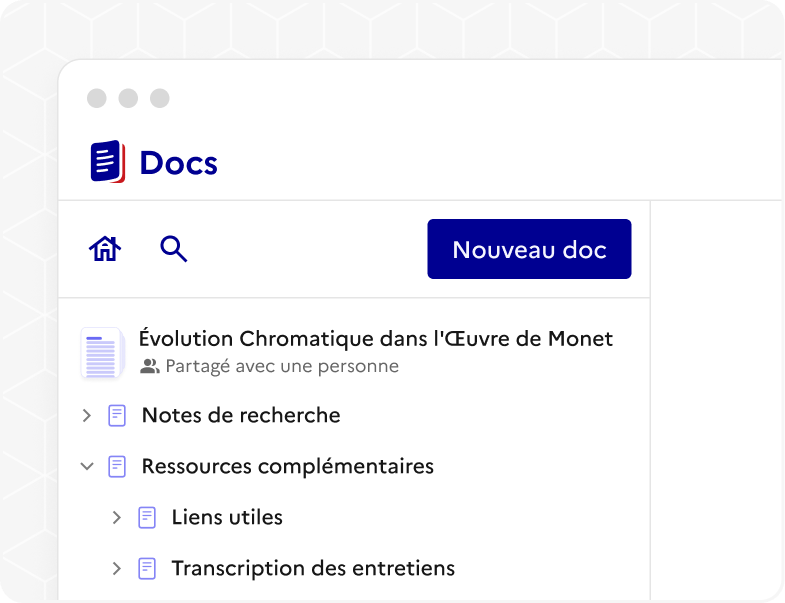 Docs
Nouveau doc
Évolution Chromatique dans l'Œuvre de Monet
Partagé avec une personne
Notes de recherche
Ressources complémentaires
Liens utiles
Transcription des entretiens